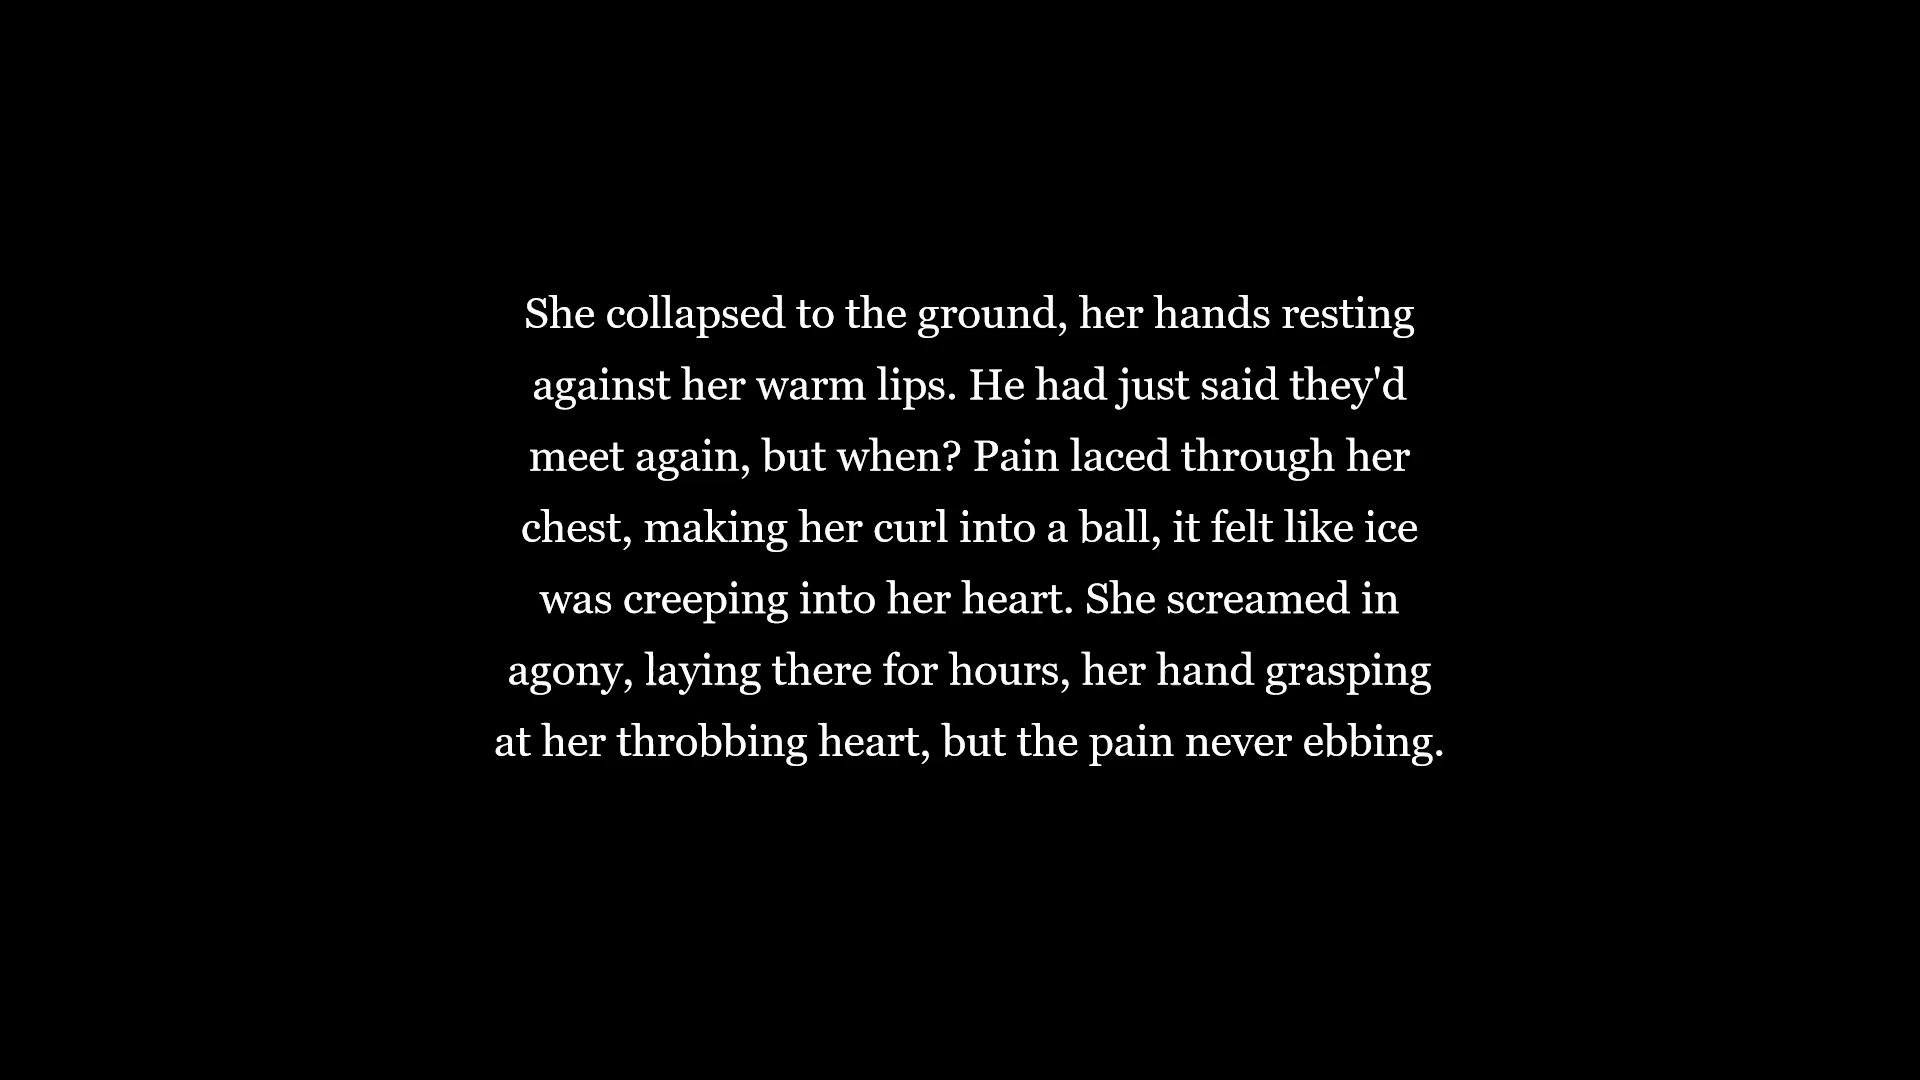 She collapsed to the ground, her hands resting
against her warm lips. He had just said they'd
meet again, but when? Pain laced through her
chest, making her curl into a ball, it felt like ice
was creeping into her heart. She screamed in
agony, laying there for hours, her hand grasping
at her throbbing heart, but the pain never ebbing.